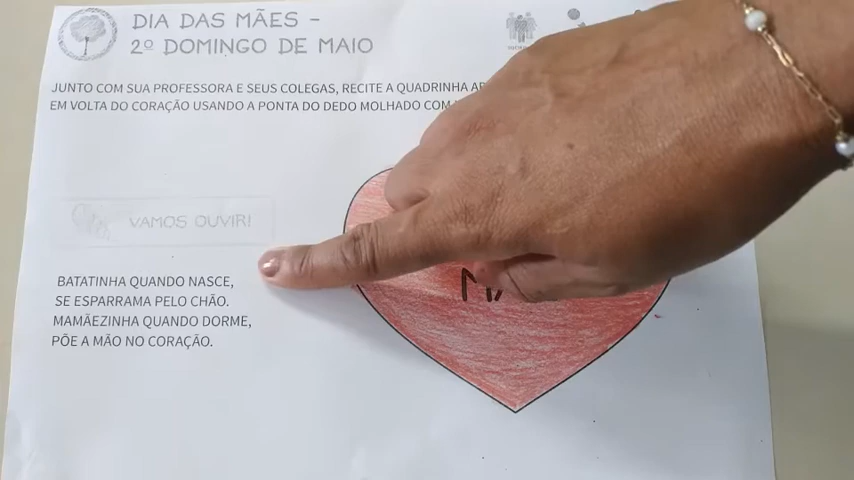 DIA DAS MÃES –
2º DOMINGO DE MAIO
JUNTO COM SUA PROFESSORA E SEUS COLEGAS, RECITE A QUADRINHA
EM VOLTA DO CORAÇÃO USANDO A PONTA DO DEDO MOLHADO COM
VAMOS OUVIR!
BATATINHA QUANDO NASCE,
SE ESPARRAMA PELO CHÃO.
MAMÃEZINHA QUANDO DORME,
PÕE A MÃO NO CORAÇÃO.